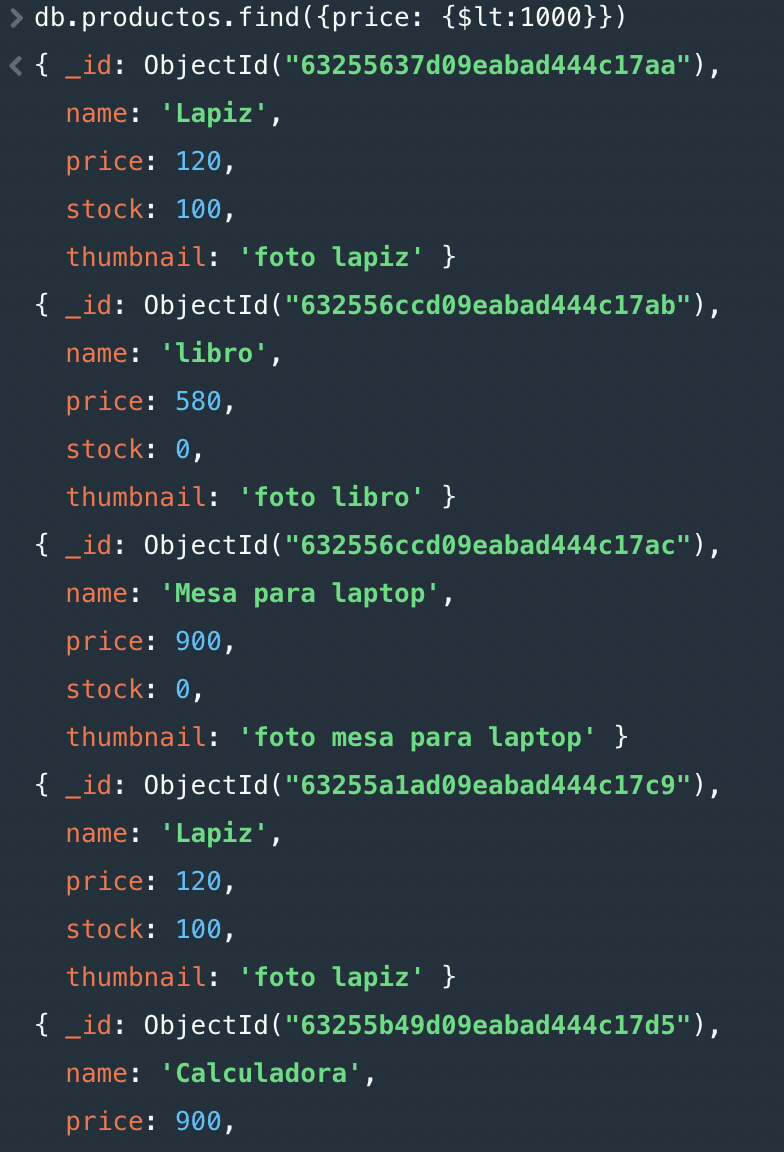 db.productos.find({price: {$lt:1000}})
{ _id: ObjectId("63255637d09eabad444c17aa"),
name: 'Lapiz',
price: 120,
stock: 100,
thumbnail: 'foto lapiz' }
{ _id: ObjectId("632556ccd09eabad444c17ab"),
name: 'libro',
price: 580,
stock: 0,
thumbnail: 'foto libro' }
{ _id: ObjectId("632556ccd09eabad444c17ac"),
name: 'Mesa para laptop',
price: 900,
stock: 0,
thumbnail: 'foto mesa para laptop' }
{ _id: ObjectId("63255a1ad09eabad444c17c9"),
name: 'Lapiz',
price: 120,
stock: 100,
thumbnail: 'foto lapiz' }
{ _id: ObjectId("63255b49d09eabad444c17d5"),
name: 'Calculadora',
price: 900,